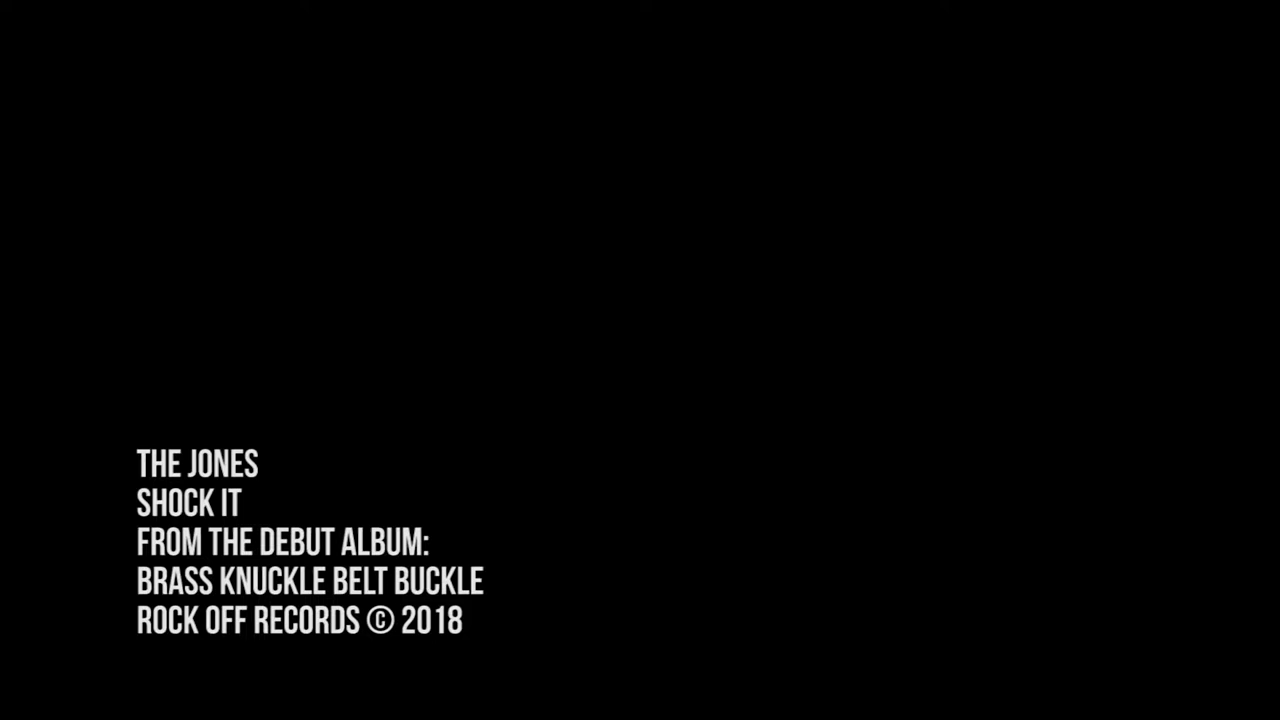 THE JONES
SHOCK IT
FROM THE DEBUT ALBUM:
BRASS KNUCKLE BELT BUCKLE
ROCK OFF RECORDS © 2018